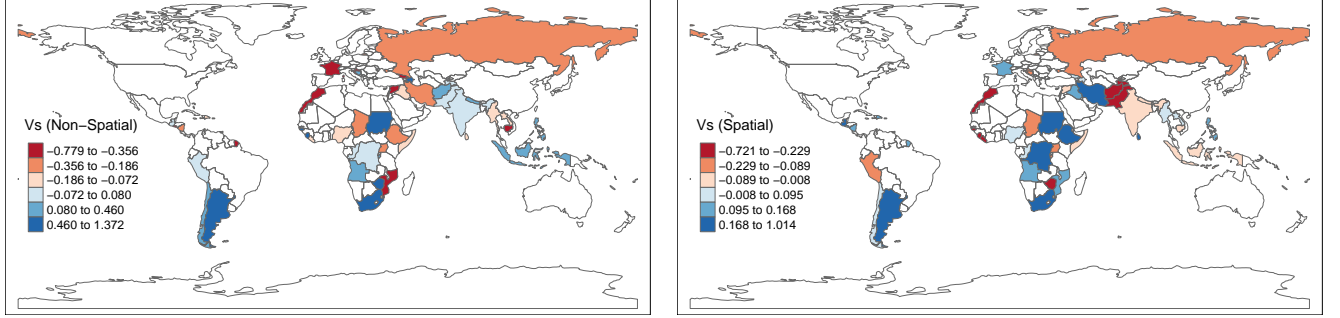 Vs (Non−Spatial)
−0.779 to −0.356
−0.356 to −0.186
−0.186 to −0.072
−0.072 to 0.080
0.080 to 0.460
0.460 to 1.372
Vs (Spatial)
−0.721 to −0.229
−0.229 to −0.089
−0.089 to −0.008
−0.008 to 0.095
0.095 to 0.168
0.168 to 1.014